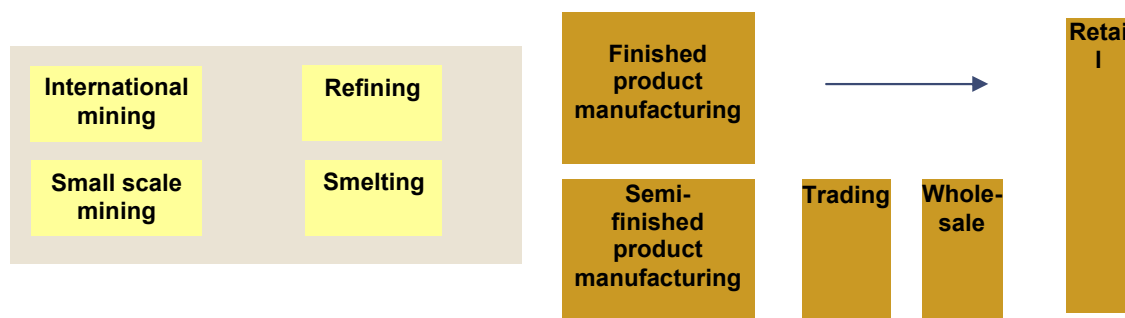 International
mining
Refining
Small scale
mining
Smelting
Finished
product
manufacturing
Semi-
finished
product
manufacturing
Trading
Whole-
sale
Retai
l